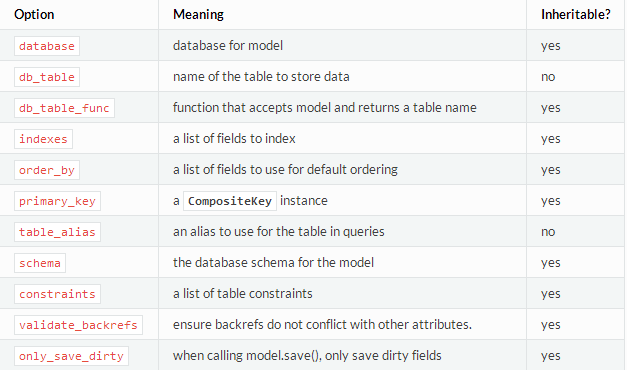 Option Meaning Inheritable?
database database for model yes
db_table name of the table to store data no
db_table_func function that accepts model and returns a table name yes
indexes a list of fields to index yes
order_by a list of fields to use for default ordering yes
primary_key a CompositeKey instance yes
table_alias an alias to use for the table in queries no
schema the database schema for the model yes
constraints a list of table constraints yes
validate_backrefs ensure backrefs do not conflict with other attributes. yes
only_save_dirty when calling model.save(), only save dirty fields yes